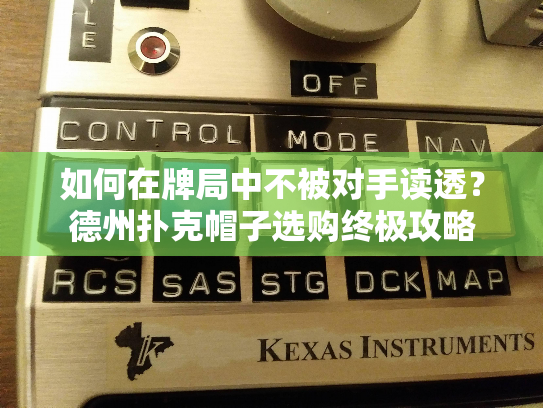 YLE
OFF
CONTROL
MODE
NAV
如何在牌局中不被对手读透?
德州扑克帽子选购终极攻略
RCS SAS STG DCK MAP
K
KEXAS INSTRUMENTS